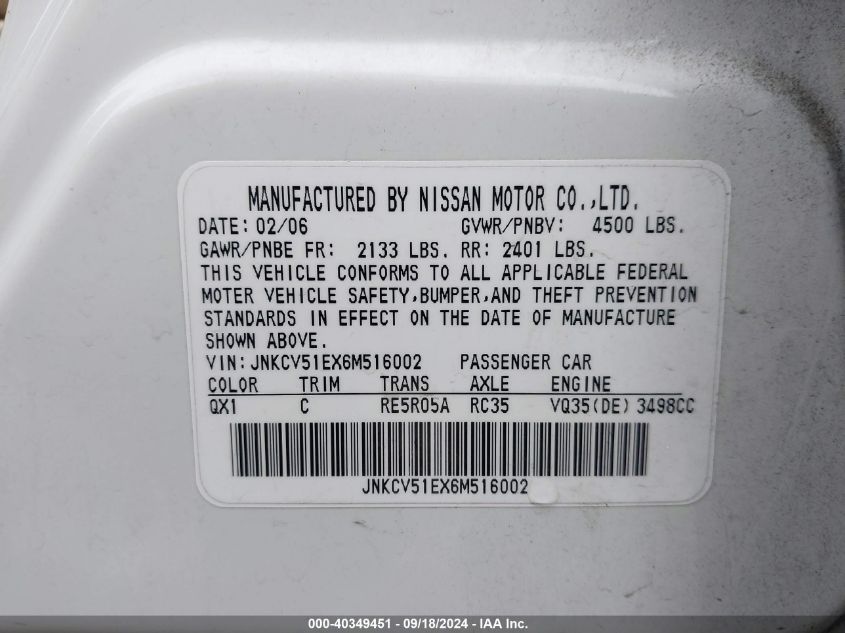 MANUFACTURED BY NISSAN MOTOR CO.,LTD.
DATE: 02/06 GVWR/PNBV: 4500 LBS.
GAWR/PNBE FR: 2133 LBS. RR: 2401 LBS.
THIS VEHICLE CONFORMS TO ALL APPLICABLE FEDERAL
MOTER VEHICLE SAFETY,BUMPER,AND THEFT PREVENTION
STANDARDS IN EFFECT ON THE DATE OF MANUFACTURE
SHOWN ABOVE.
VIN: JNKCV51EX6M516002 PASSENGER CAR
COLOR TRIM TRANS AXLE ENGINE
QX1 C RE5R05A RC35 VQ35(DE) 3498CC
JNKCV51EX6M516002
000-40349451 - 09/18/2024 - IAA Inc.